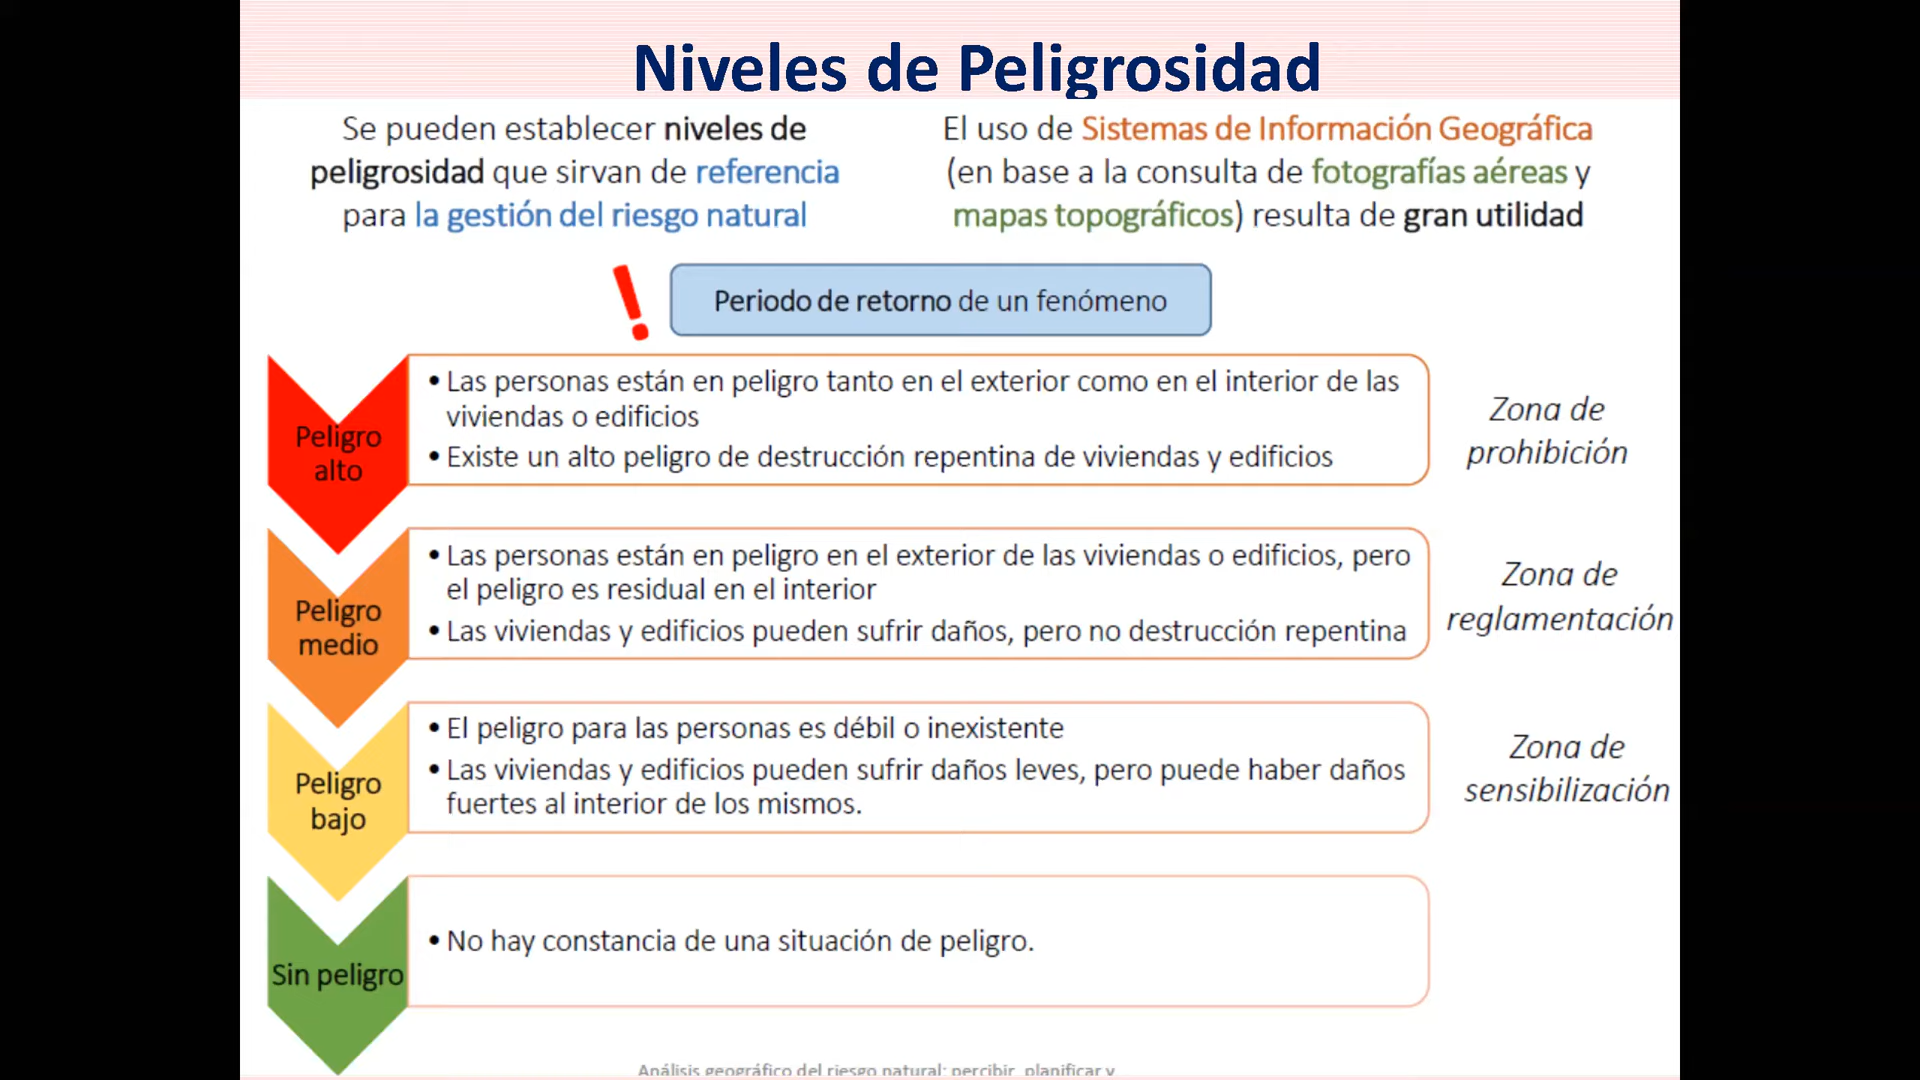 Niveles de Peligrosidad
Se pueden establecer niveles de
peligrosidad que sirvan de referencia
para la gestión del riesgo natural
El uso de Sistemas de Información Geográfica
(en base a la consulta de fotografías aéreas y
mapas topográficos) resulta de gran utilidad
!
Periodo de retorno de un fenómeno
Peligro
alto
• Las personas están en peligro tanto en el exterior como en el interior de las
viviendas o edificios
• Existe un alto peligro de destrucción repentina de viviendas y edificios
Zona de
prohibición
Peligro
medio
• Las personas están en peligro en el exterior de las viviendas o edificios, pero
el peligro es residual en el interior
• Las viviendas y edificios pueden sufrir daños, pero no destrucción repentina
Zona de
reglamentación
Peligro
bajo
• El peligro para las personas es débil o inexistente
• Las viviendas y edificios pueden sufrir daños leves, pero puede haber daños
fuertes al interior de los mismos.
Zona de
sensibilización
Sin peligro
• No hay constancia de una situación de peligro.
Análisis geográfico del riesgo natural: percibir, planificar y